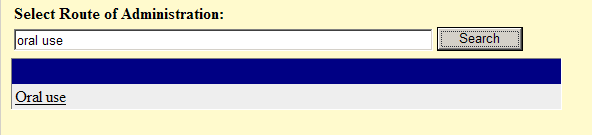 Select Route of Administration:
oral use
Search
Oral use